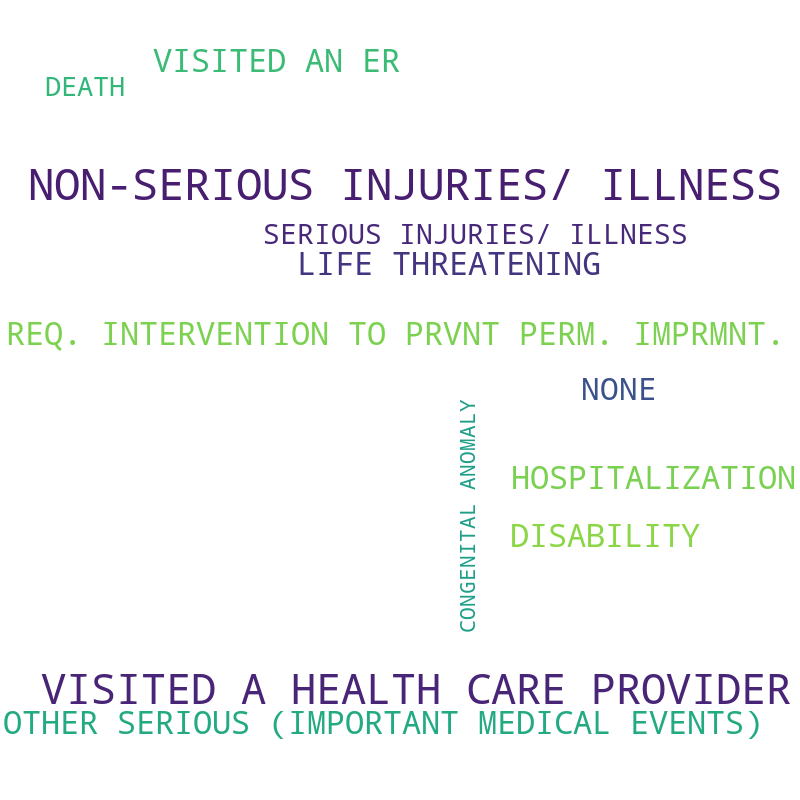 VISITED AN ER
DEATH
NON-SERIOUS INJURIES/ ILLNESS
SERIOUS INJURIES/ ILLNESS
LIFE THREATENING
REQ. INTERVENTION TO PRVNT PERM. IMPRMNT.
NONE
CONGENITAL ANOMALY
HOSPITALIZATION
DISABILITY
VISITED A HEALTH CARE PROVIDER
OTHER SERIOUS (IMPORTANT MEDICAL EVENTS)